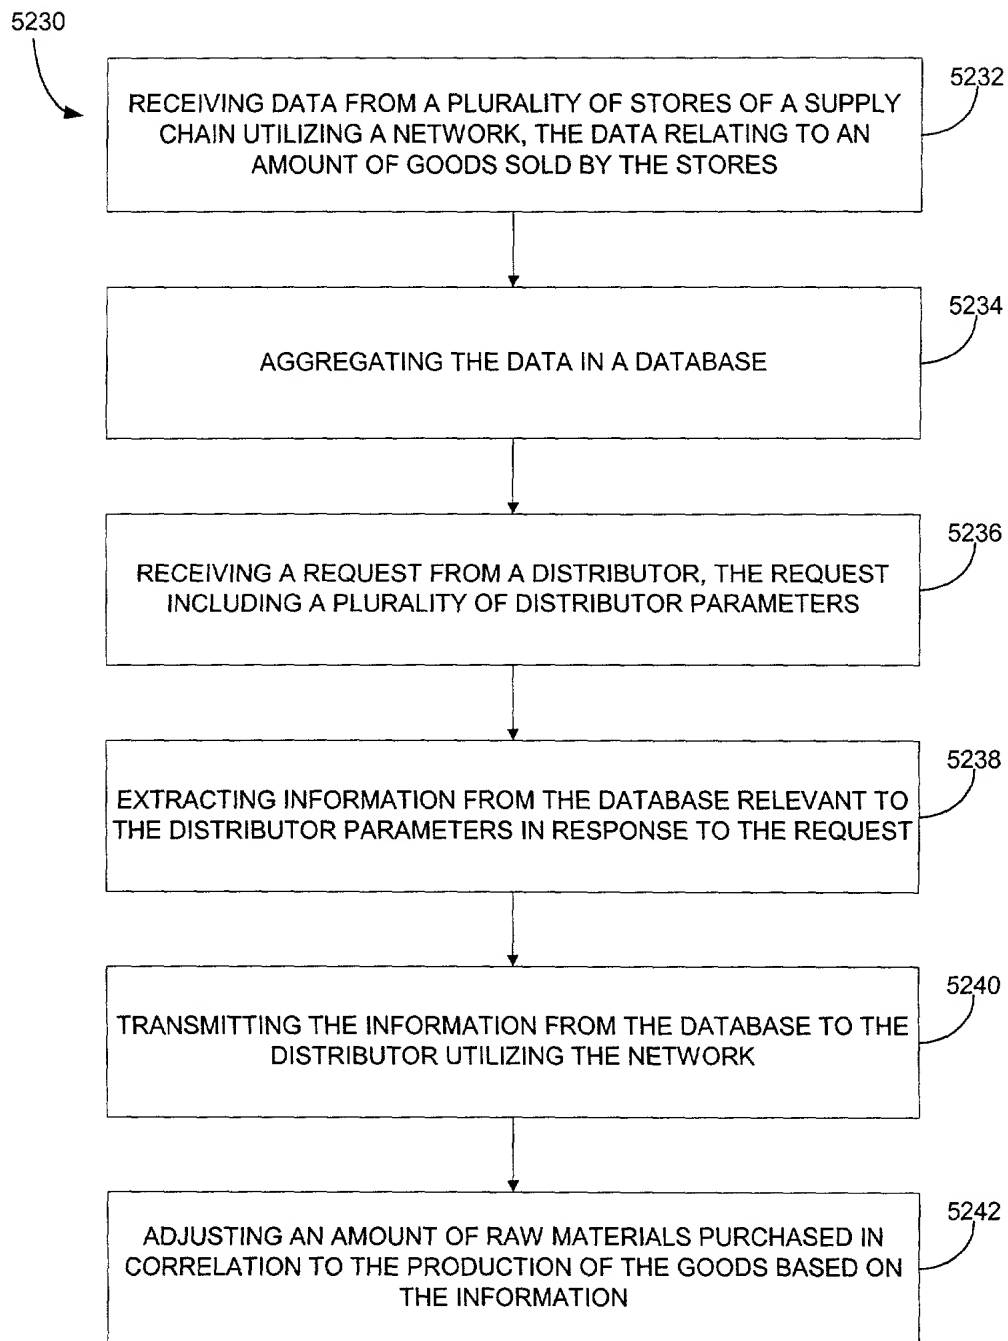 5230
RECEIVING DATA FROM A PLURALITY OF STORES OF A SUPPLY
CHAIN UTILIZING A NETWORK, THE DATA RELATING TO AN
AMOUNT OF GOODS SOLD BY THE STORES
5232
AGGREGATING THE DATA IN A DATABASE
5234
RECEIVING A REQUEST FROM A DISTRIBUTOR, THE REQUEST
INCLUDING A PLURALITY OF DISTRIBUTOR PARAMETERS
5236
EXTRACTING INFORMATION FROM THE DATABASE RELEVANT TO
THE DISTRIBUTOR PARAMETERS IN RESPONSE TO THE REQUEST
5238
TRANSMITTING THE INFORMATION FROM THE DATABASE TO THE
DISTRIBUTOR UTILIZING THE NETWORK
5240
ADJUSTING AN AMOUNT OF RAW MATERIALS PURCHASED IN
CORRELATION TO THE PRODUCTION OF THE GOODS BASED ON
THE INFORMATION
5242